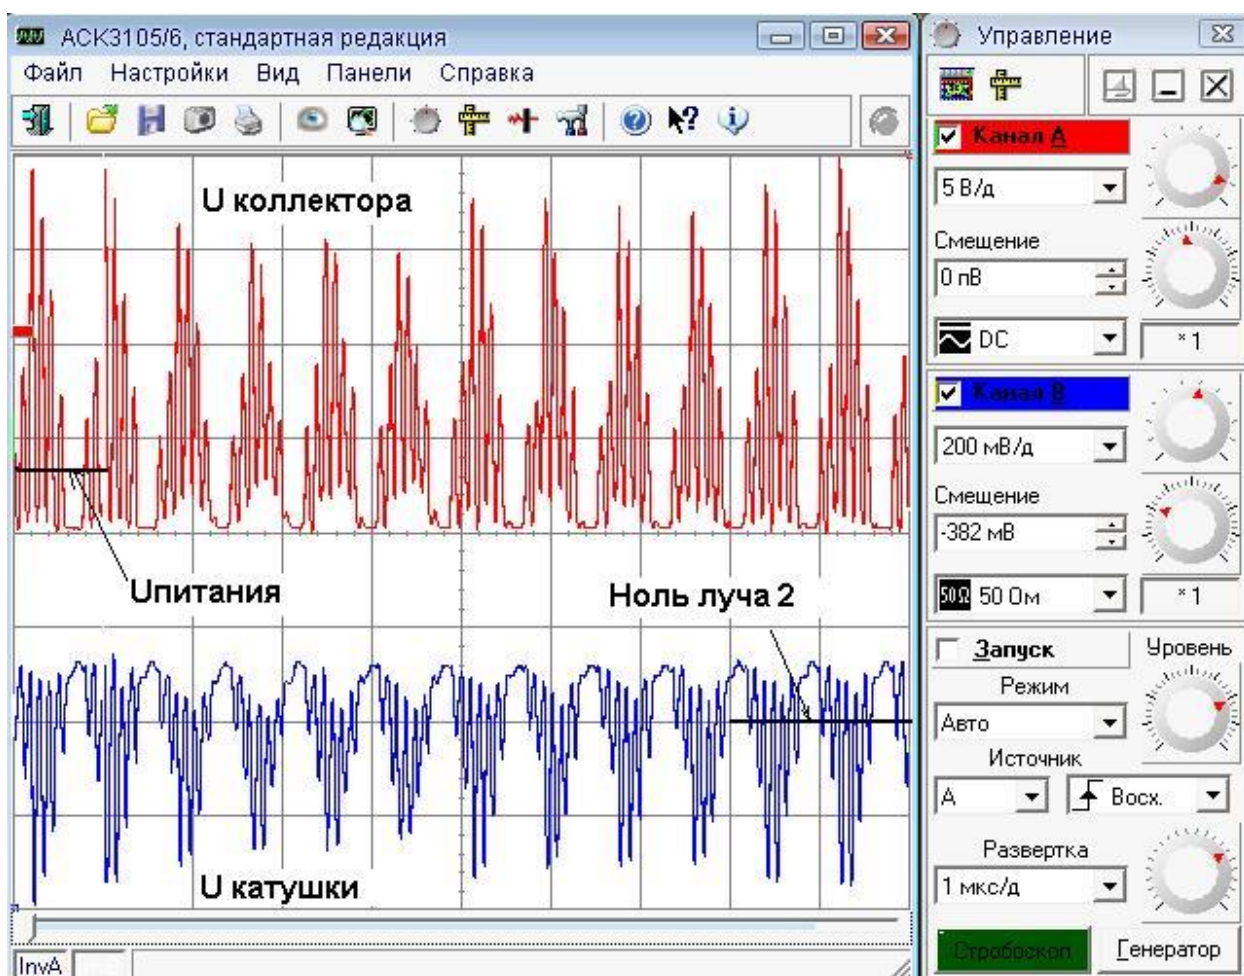 АСК3105/6, стандартная редакция
Файл Настройки Вид Панели Справка
U коллектора
Uпитания
Ноль луча 2
U катушки
InvA
Управление
Канал A
5 В/д
Смещение
0 пВ
DC
× 1
Канал B
200 мВ/д
Смещение
-382 мВ
50Ω 50 Ом
× 1
Запуск
Уровень
Режим
Авто
Источник
A
Восх.
Развертка
1 мкс/д
Стробоскоп
Генератор